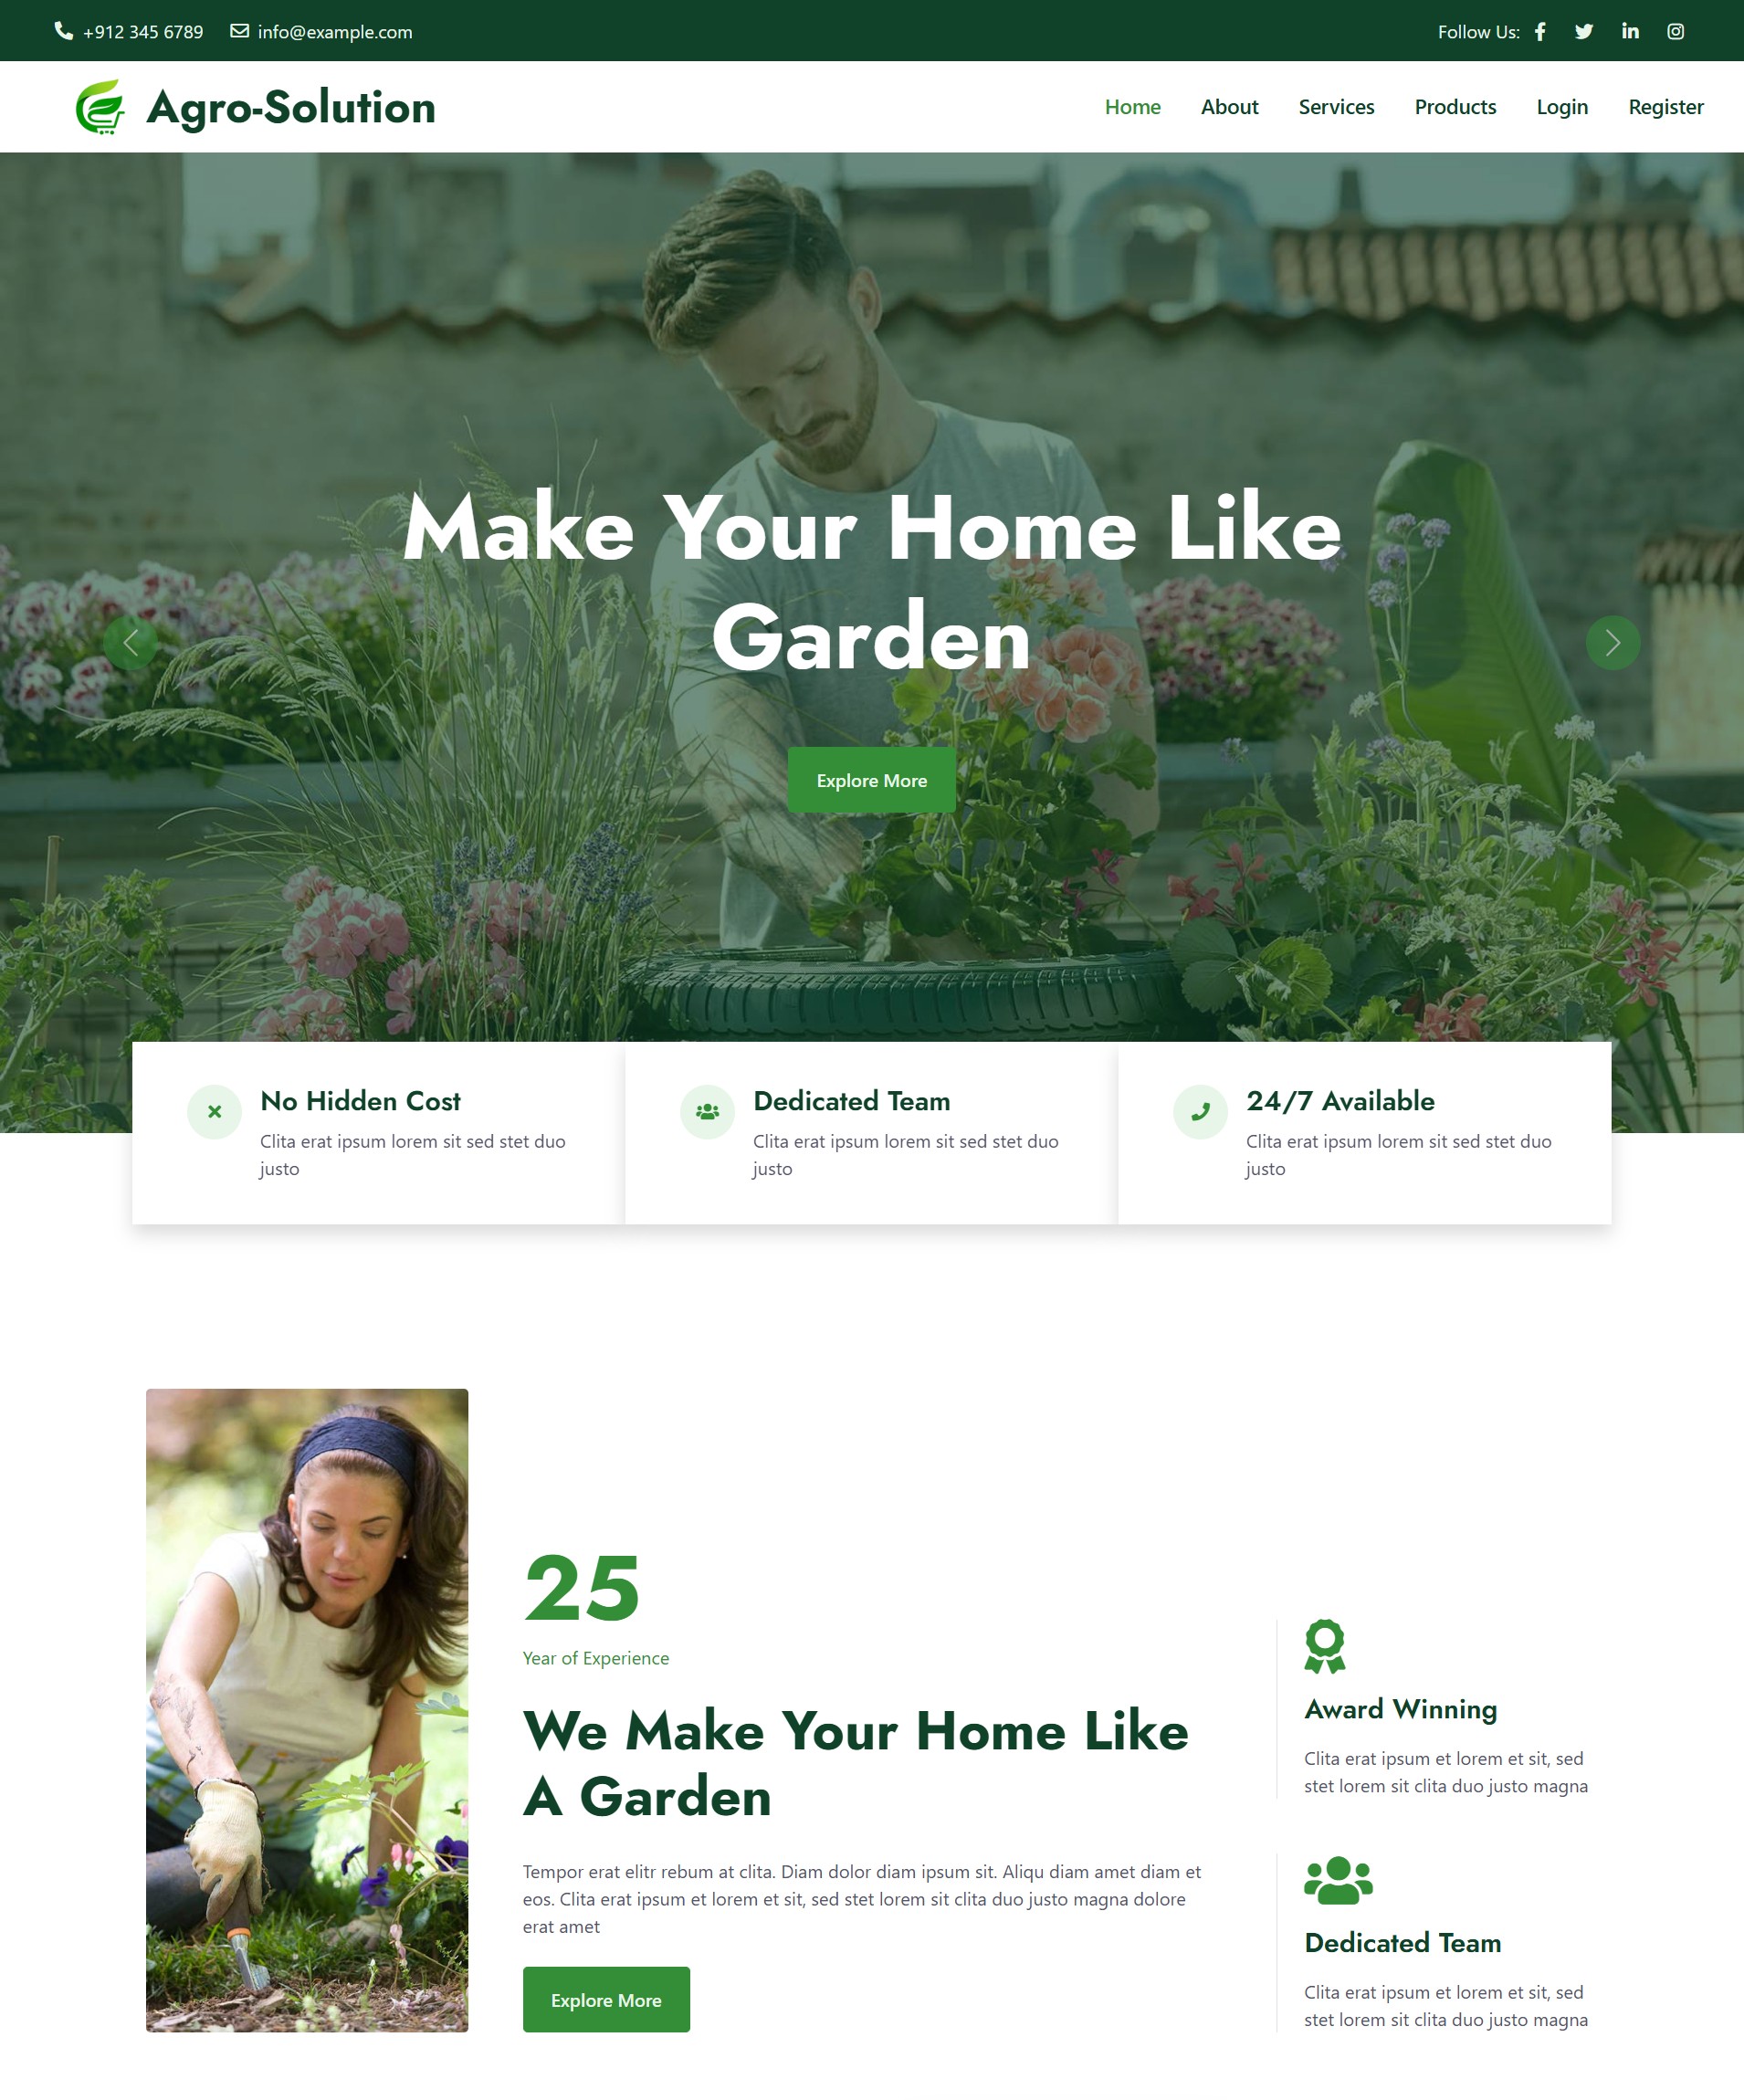 +912 345 6789 info@example.com Follow Us:
Agro-Solution Home About Services Products Login Register
Make Your Home Like
Garden
Explore More
No Hidden Cost
Clita erat ipsum lorem sit sed stet duo
justo
Dedicated Team
Clita erat ipsum lorem sit sed stet duo
justo
24/7 Available
Clita erat ipsum lorem sit sed stet duo
justo
25
Year of Experience
We Make Your Home Like
A Garden
Tempor erat elitr rebum at clita. Diam dolor diam ipsum sit. Aliqu diam amet diam et
eos. Clita erat ipsum et lorem et sit, sed stet lorem sit clita duo justo magna dolore
erat amet
Explore More
Award Winning
Clita erat ipsum et lorem et sit, sed
stet lorem sit clita duo justo magna
Dedicated Team
Clita erat ipsum et lorem et sit, sed
stet lorem sit clita duo justo magna